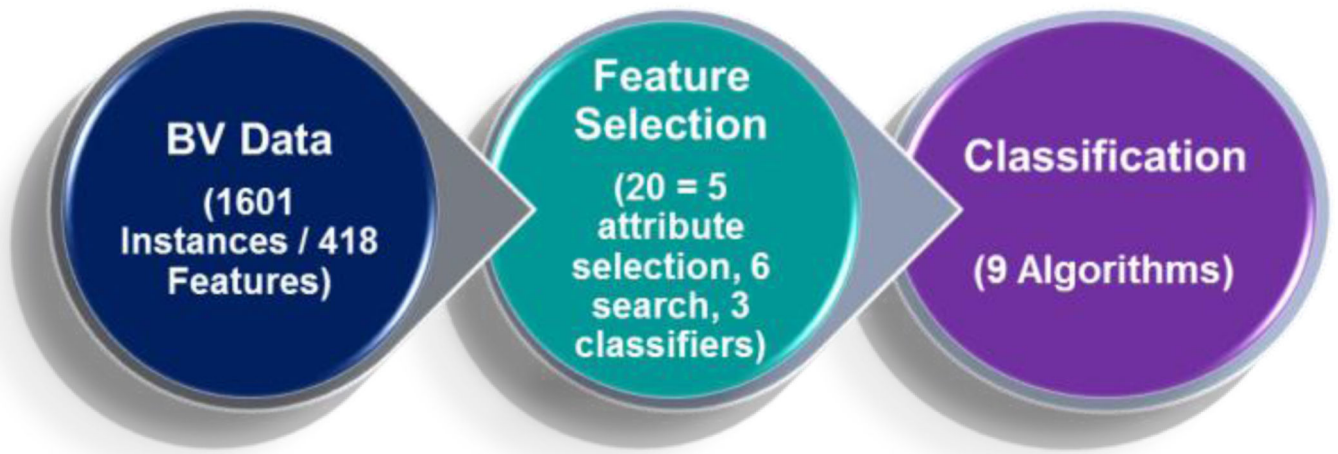 BV Data
(1601
Instances / 418
Features)
Feature
Selection
(20 = 5
attribute
selection, 6
search, 3
classifiers)
Classification
(9 Algorithms)